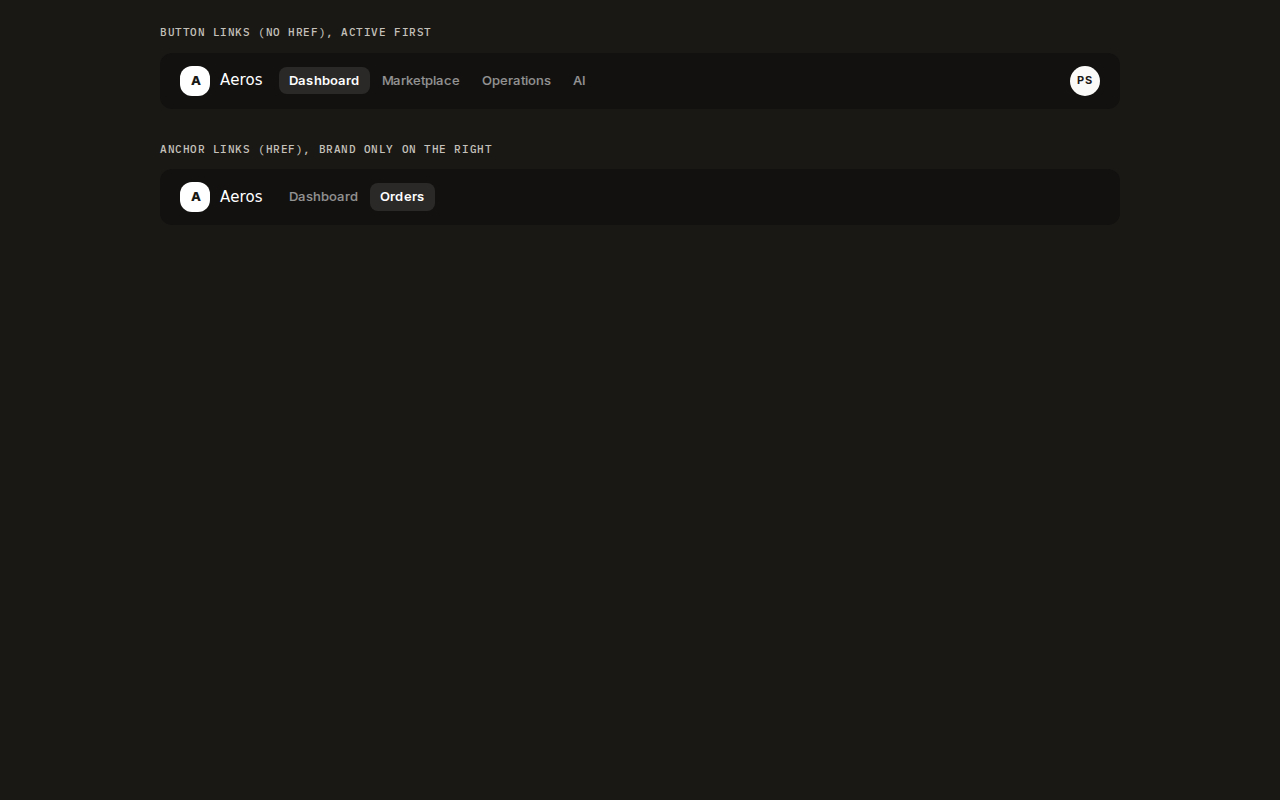 BUTTON LINKS (NO HREF), ACTIVE FIRST
A Aeros Dashboard Marketplace Operations AI PS
ANCHOR LINKS (HREF), BRAND ONLY ON THE RIGHT
A Aeros Dashboard Orders